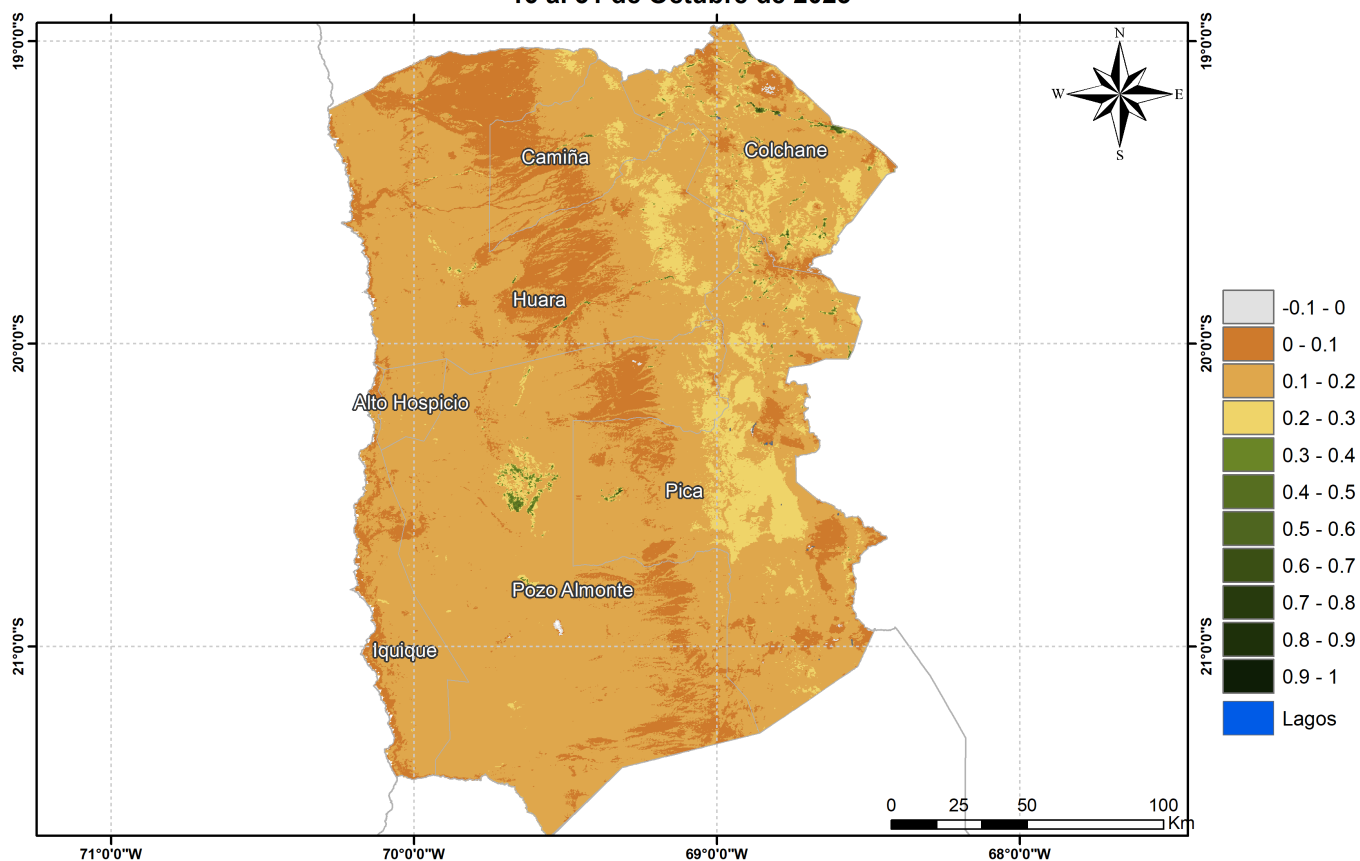 19°0'0"S
19°0'0"S
N
W
E
S
Camiña
Colchane
Huara
20°0'0"S
20°0'0"S
Alto Hospicio
Pica
Pozo Almonte
Iquique
21°0'0"S
21°0'0"S
-0.1 - 0
0 - 0.1
0.1 - 0.2
0.2 - 0.3
0.3 - 0.4
0.4 - 0.5
0.5 - 0.6
0.6 - 0.7
0.7 - 0.8
0.8 - 0.9
0.9 - 1
Lagos
0 25 50 100
Km
71°0'0"W 70°0'0"W 69°0'0"W 68°0'0"W